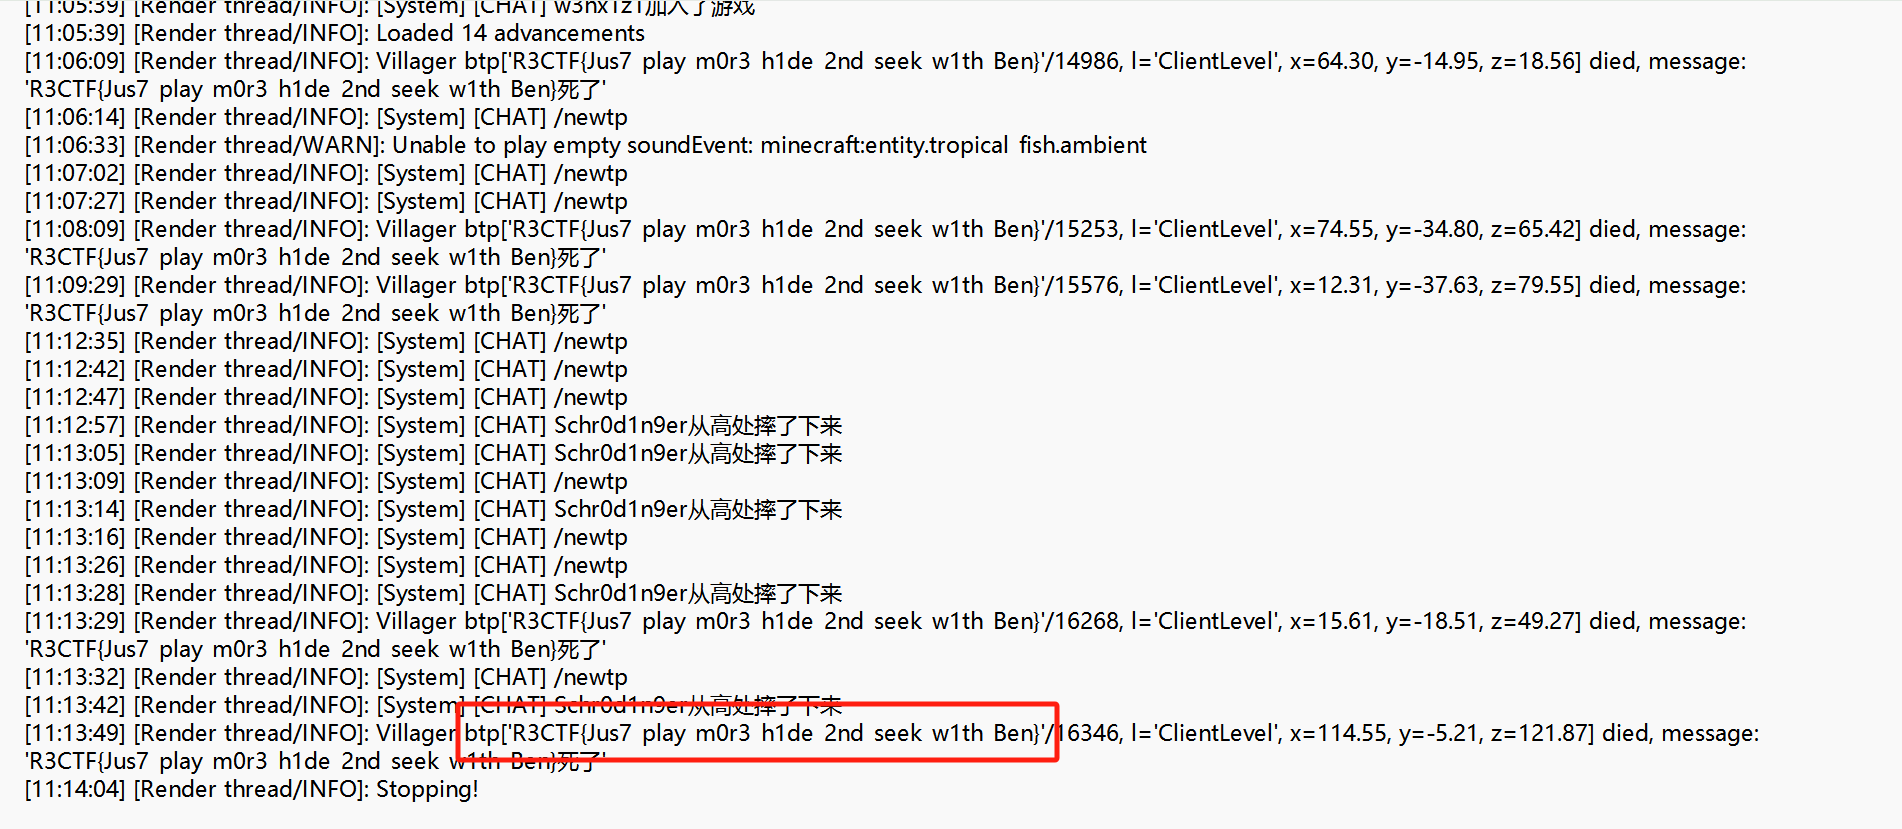 [11:05:39] [Render thread/INFO]: [System] [CHAT] w3nx1z1加入了游戏
[11:05:39] [Render thread/INFO]: Loaded 14 advancements
[11:06:09] [Render thread/INFO]: Villager btp['R3CTF{Jus7 play m0r3 h1de 2nd seek w1th Ben}'/14986, l='ClientLevel', x=64.30, y=-14.95, z=18.56] died, message:
'R3CTF{Jus7 play m0r3 h1de 2nd seek w1th Ben}死了'
[11:06:14] [Render thread/INFO]: [System] [CHAT] /newtp
[11:06:33] [Render thread/WARN]: Unable to play empty soundEvent: minecraft:entity.tropical fish.ambient
[11:07:02] [Render thread/INFO]: [System] [CHAT] /newtp
[11:07:27] [Render thread/INFO]: [System] [CHAT] /newtp
[11:08:09] [Render thread/INFO]: Villager btp['R3CTF{Jus7 play m0r3 h1de 2nd seek w1th Ben}'/15253, l='ClientLevel', x=74.55, y=-34.80, z=65.42] died, message:
'R3CTF{Jus7 play m0r3 h1de 2nd seek w1th Ben}死了'
[11:09:29] [Render thread/INFO]: Villager btp['R3CTF{Jus7 play m0r3 h1de 2nd seek w1th Ben}'/15576, l='ClientLevel', x=12.31, y=-37.63, z=79.55] died, message:
'R3CTF{Jus7 play m0r3 h1de 2nd seek w1th Ben}死了'
[11:12:35] [Render thread/INFO]: [System] [CHAT] /newtp
[11:12:42] [Render thread/INFO]: [System] [CHAT] /newtp
[11:12:47] [Render thread/INFO]: [System] [CHAT] /newtp
[11:12:57] [Render thread/INFO]: [System] [CHAT] Schr0d1n9er从高处摔了下来
[11:13:05] [Render thread/INFO]: [System] [CHAT] Schr0d1n9er从高处摔了下来
[11:13:09] [Render thread/INFO]: [System] [CHAT] /newtp
[11:13:14] [Render thread/INFO]: [System] [CHAT] Schr0d1n9er从高处摔了下来
[11:13:16] [Render thread/INFO]: [System] [CHAT] /newtp
[11:13:26] [Render thread/INFO]: [System] [CHAT] /newtp
[11:13:28] [Render thread/INFO]: [System] [CHAT] Schr0d1n9er从高处摔了下来
[11:13:29] [Render thread/INFO]: Villager btp['R3CTF{Jus7 play m0r3 h1de 2nd seek w1th Ben}'/16268, l='ClientLevel', x=15.61, y=-18.51, z=49.27] died, message:
'R3CTF{Jus7 play m0r3 h1de 2nd seek w1th Ben}死了'
[11:13:32] [Render thread/INFO]: [System] [CHAT] /newtp
[11:13:42] [Render thread/INFO]: [System] [CHAT] Schr0d1n9er从高处摔了下来
[11:13:49] [Render thread/INFO]: Villager btp['R3CTF{Jus7 play m0r3 h1de 2nd seek w1th Ben}'/16346, l='ClientLevel', x=114.55, y=-5.21, z=121.87] died, message:
'R3CTF{Jus7 play m0r3 h1de 2nd seek w1th Ben}死了'
[11:14:04] [Render thread/INFO]: Stopping!